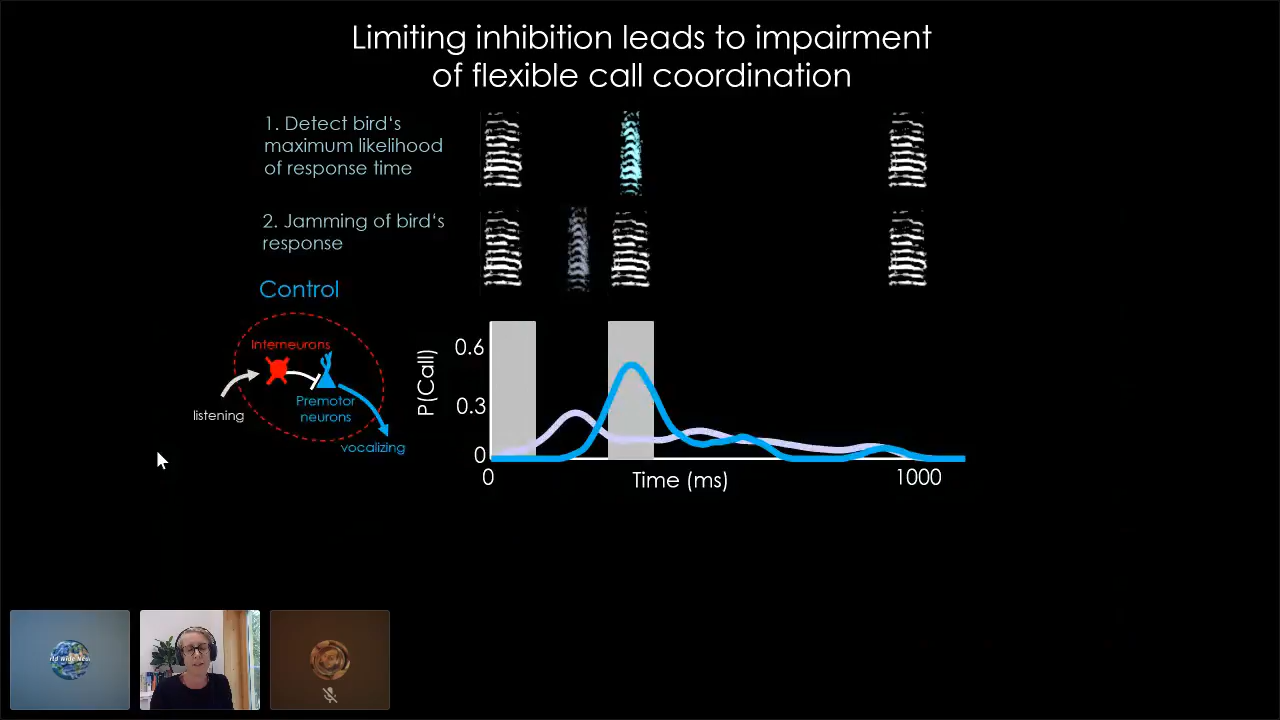 Limiting inhibition leads to impairment
of flexible call coordination
1. Detect bird‘s
maximum likelihood
of response time
2. Jamming of bird‘s
response
Control
Interneurons
listening
Premotor
neurons
vocalizing
P(Call)
0.6
0.3
0
0
Time (ms)
1000